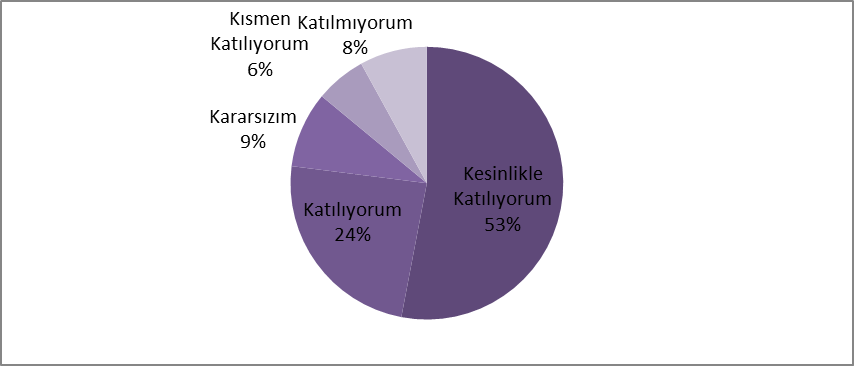 Kısmen
Katılıyorum
6%
Katılmıyorum
8%
Kararsızım
9%
Kesinlikle
Katılıyorum
53%
Katılıyorum
24%